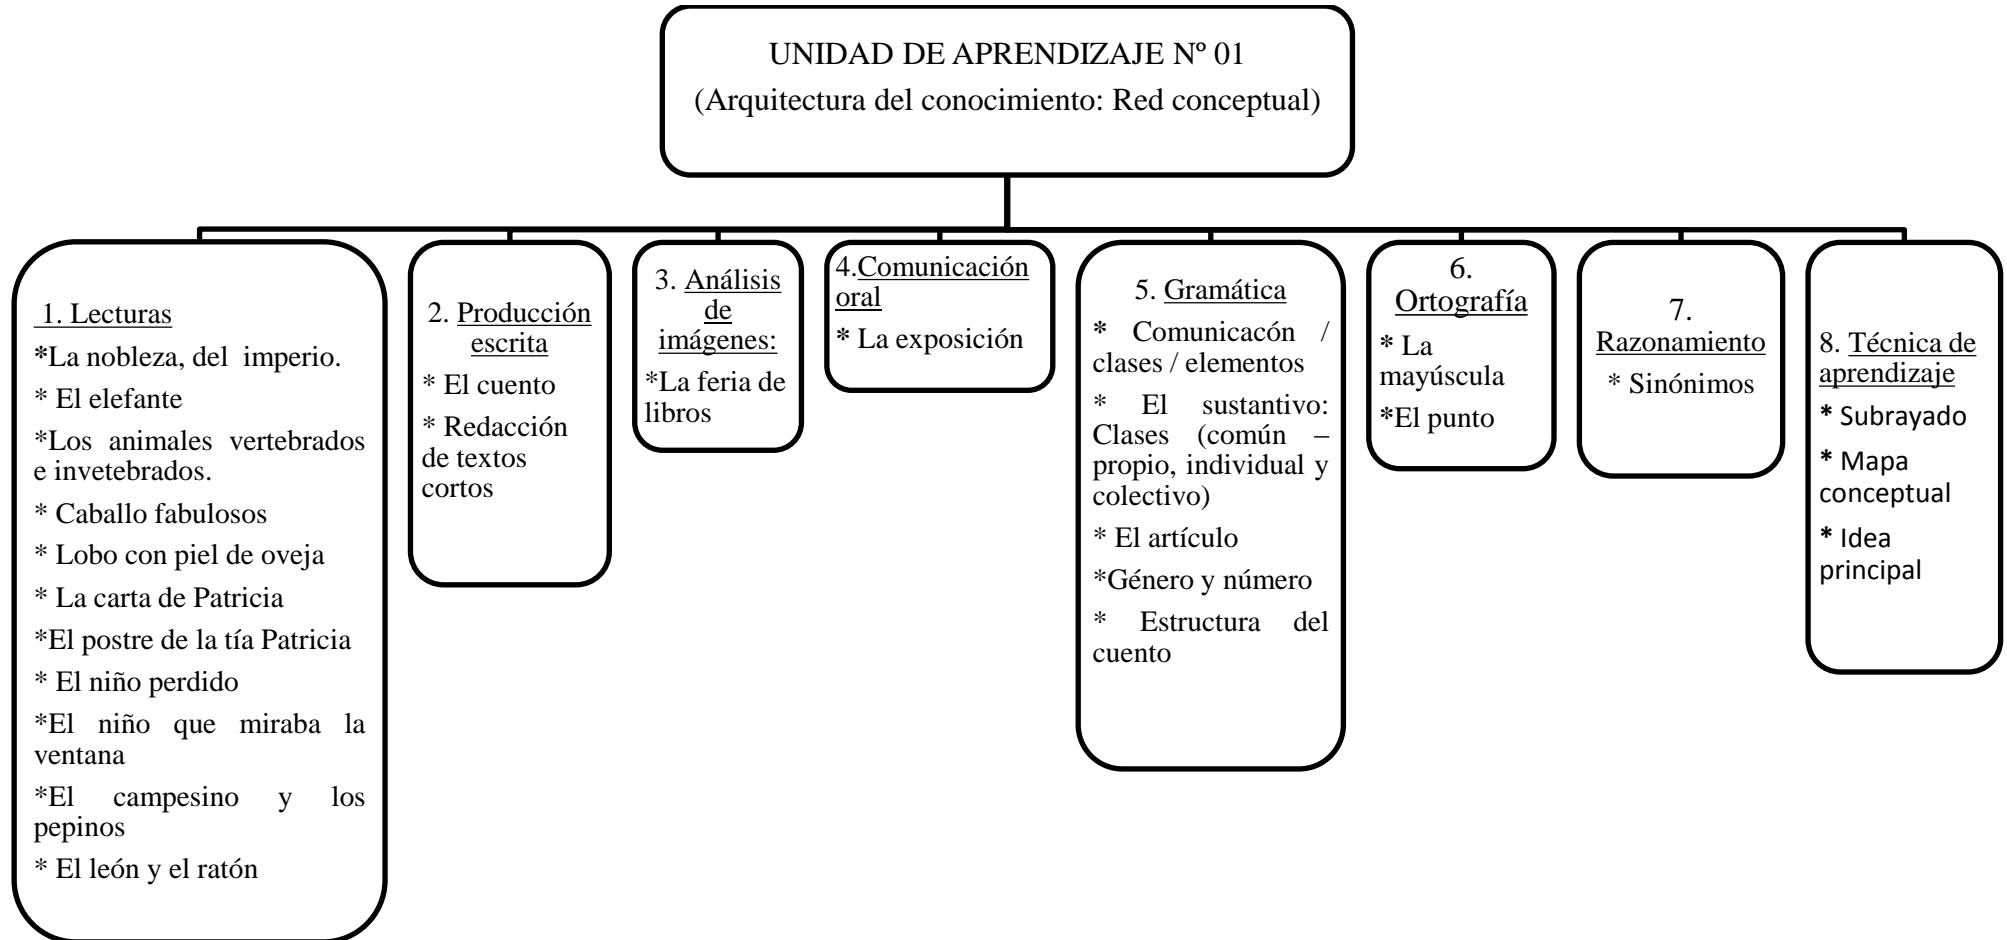 UNIDAD DE APRENDIZAJE Nº 01
(Arquitectura del conocimiento: Red conceptual)
1. Lecturas
*La nobleza, del imperio.
* El elefante
*Los animales vertebrados
e invetebrados.
* Caballo fabulosos
* Lobo con piel de oveja
* La carta de Patricia
*El postre de la tía Patricia
* El niño perdido
*El niño que miraba la
ventana
*El campesino y los
pepinos
* El león y el ratón
2. Producción
escrita
* El cuento
* Redacción
de textos
cortos
3. Análisis
de
imágenes:
*La feria de
libros
4.Comunicación
oral
* La exposición
5. Gramática
* Comunicacón /
clases / elementos
* El sustantivo:
Clases (común –
propio, individual y
colectivo)
* El artículo
*Género y número
* Estructura del
cuento
6.
Ortografía
* La
mayúscula
*El punto
7.
Razonamiento
* Sinónimos
8. Técnica de
aprendizaje
* Subrayado
* Mapa
conceptual
* Idea
principal